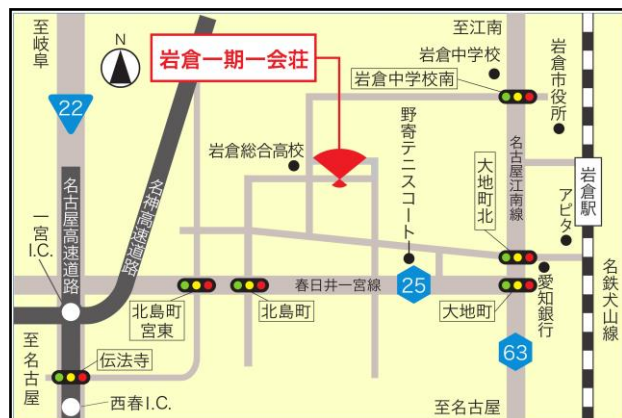 至岐阜
22
N
岩倉一期一会荘
至江南
岩倉中学校
岩倉中学校南
岩倉市役所
名古屋江南線
野寄テニスコート
岩倉総合高校
大地町北
岩倉駅
アピタ
名神高速道路
名古屋高速道路
一宮
I.C.
春日井一宮線
25
愛知銀行
名鉄犬山線
北島町
宮東
北島町
大地町
至名古屋
伝法寺
63
西春I.C.
至名古屋